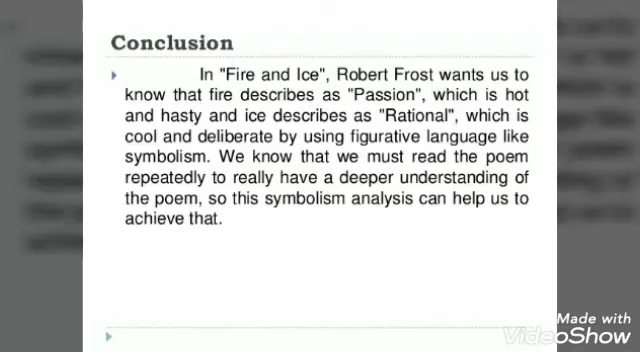 Conclusion
In "Fire and Ice", Robert Frost wants us to
know that fire describes as "Passion", which is hot
and hasty and ice describes as "Rational", which is
cool and deliberate by using figurative language like
symbolism. We know that we must read the poem
repeatedly to really have a deeper understanding of
the poem, so this symbolism analysis can help us to
achieve that.
Made with
VideoShow